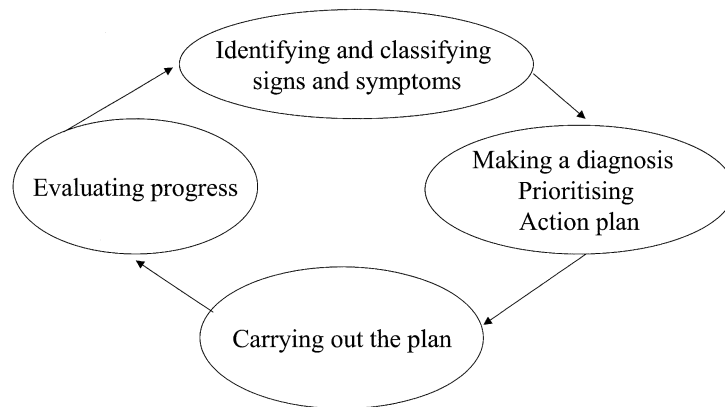 Identifying and classifying
signs and symptoms
Making a diagnosis
Prioritising
Action plan
Carrying out the plan
Evaluating progress